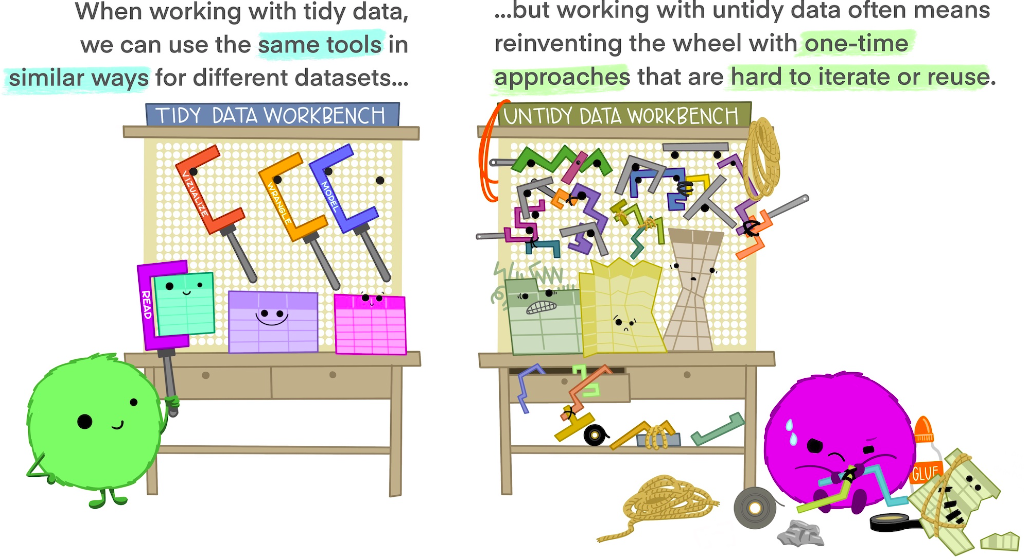 When working with tidy data,
we can use the same tools in
similar ways for different datasets...
...but working with untidy data often means
reinventing the wheel with one-time
approaches that are hard to iterate or reuse.
TIDY DATA WORKBENCH
VIZUALIZE
WRANGLE
MODEL
READ
UNTIDY DATA WORKBENCH
GLUE